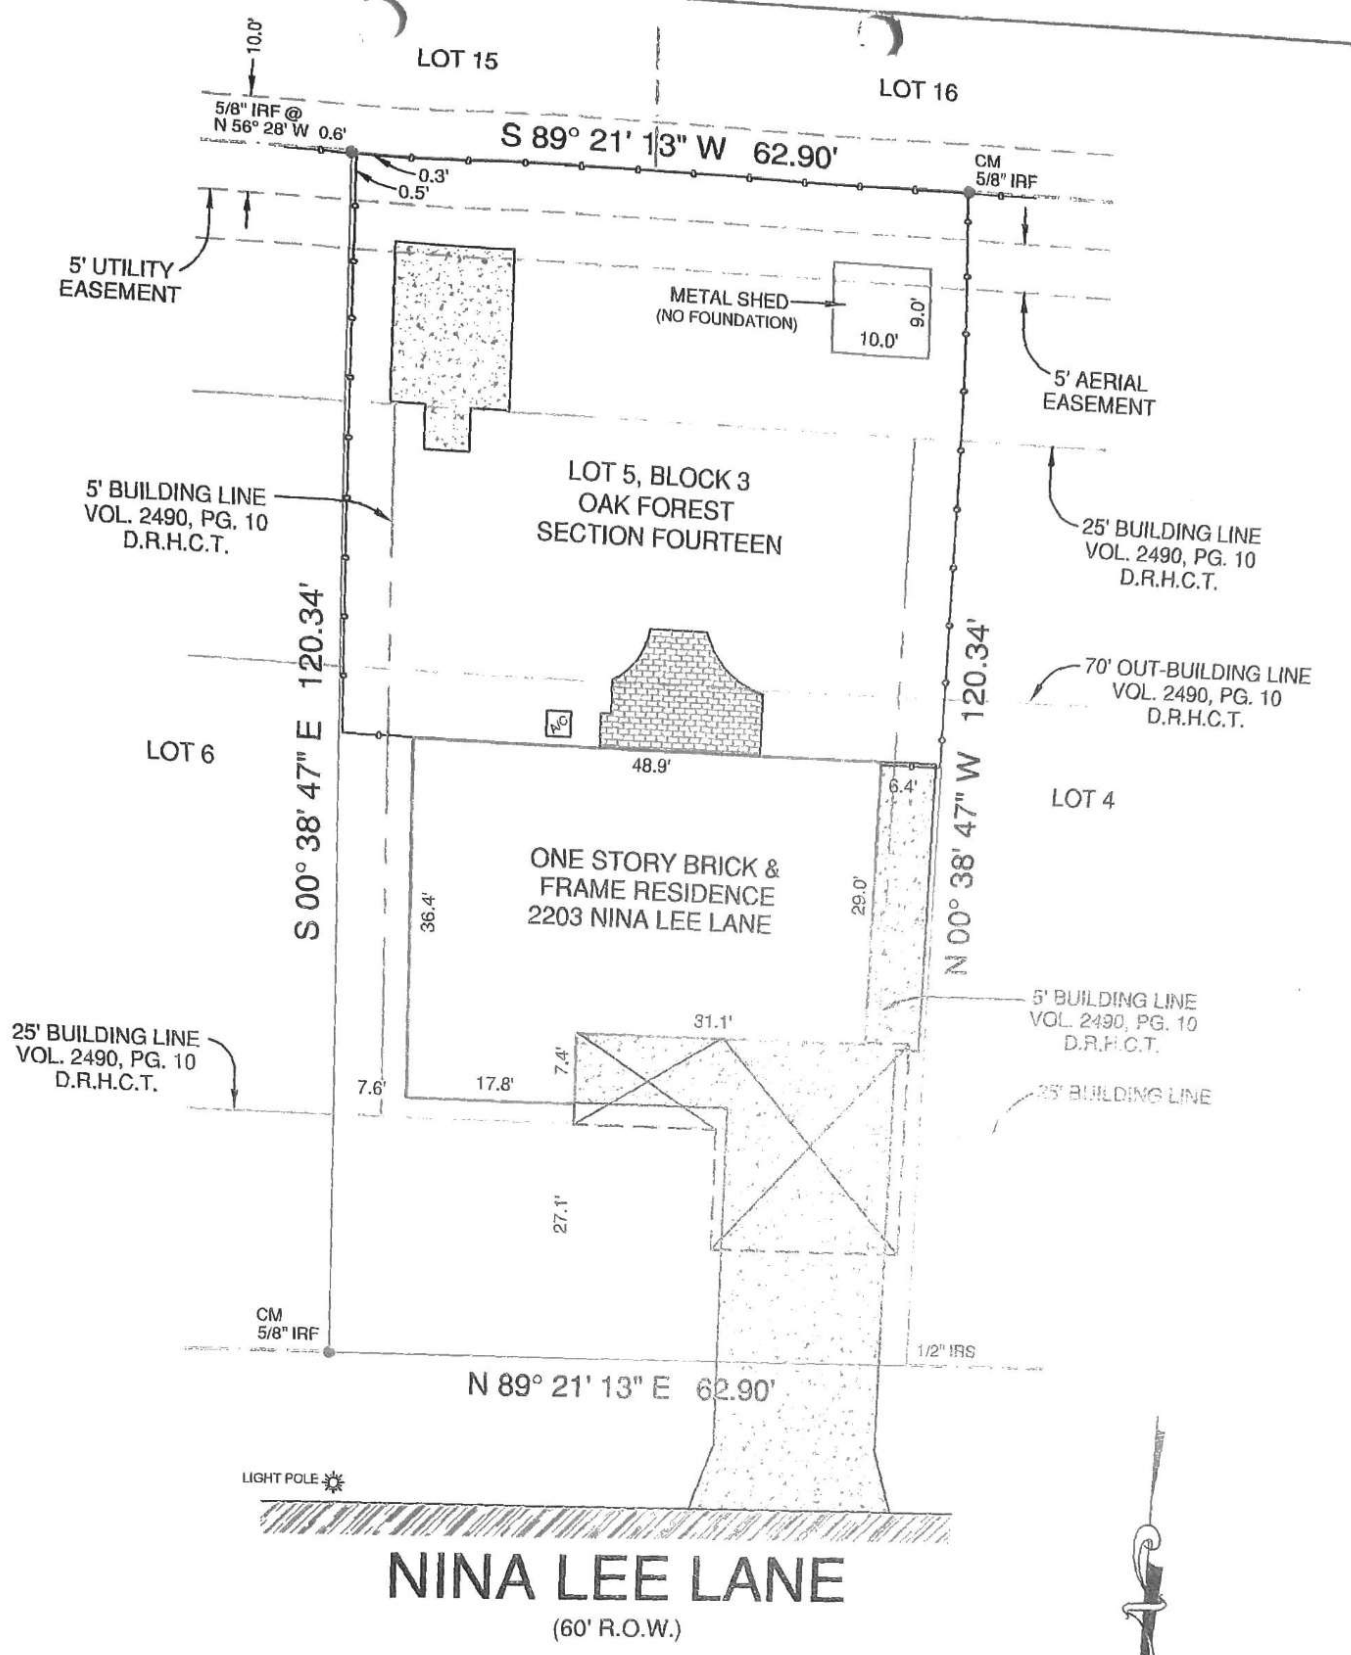 LOT 15
LOT 16
10.0'
5/8" IRF @
N 56° 28' W 0.6'
S 89° 21' 13" W 62.90'
CM
5/8" IRF
0.3'
0.5'
5' UTILITY
EASEMENT
METAL SHED
(NO FOUNDATION)
9.0'
10.0'
5' AERIAL
EASEMENT
LOT 5, BLOCK 3
OAK FOREST
SECTION FOURTEEN
5' BUILDING LINE
VOL. 2490, PG. 10
D.R.H.C.T.
25' BUILDING LINE
VOL. 2490, PG. 10
D.R.H.C.T.
S 00° 38' 47" E 120.34'
N 00° 38' 47" W 120.34'
70' OUT-BUILDING LINE
VOL. 2490, PG. 10
D.R.H.C.T.
LOT 6
48.9'
6.4'
LOT 4
ONE STORY BRICK &
FRAME RESIDENCE
2203 NINA LEE LANE
36.4'
29.0'
5' BUILDING LINE
VOL. 2490, PG. 10
D.R.H.C.T.
25' BUILDING LINE
VOL. 2490, PG. 10
D.R.H.C.T.
31.1'
7.4'
7.6'
17.8'
25' BUILDING LINE
27.1'
CM
5/8" IRF
1/2" IRS
N 89° 21' 13" E 62.90'
LIGHT POLE
NINA LEE LANE
(60' R.O.W.)